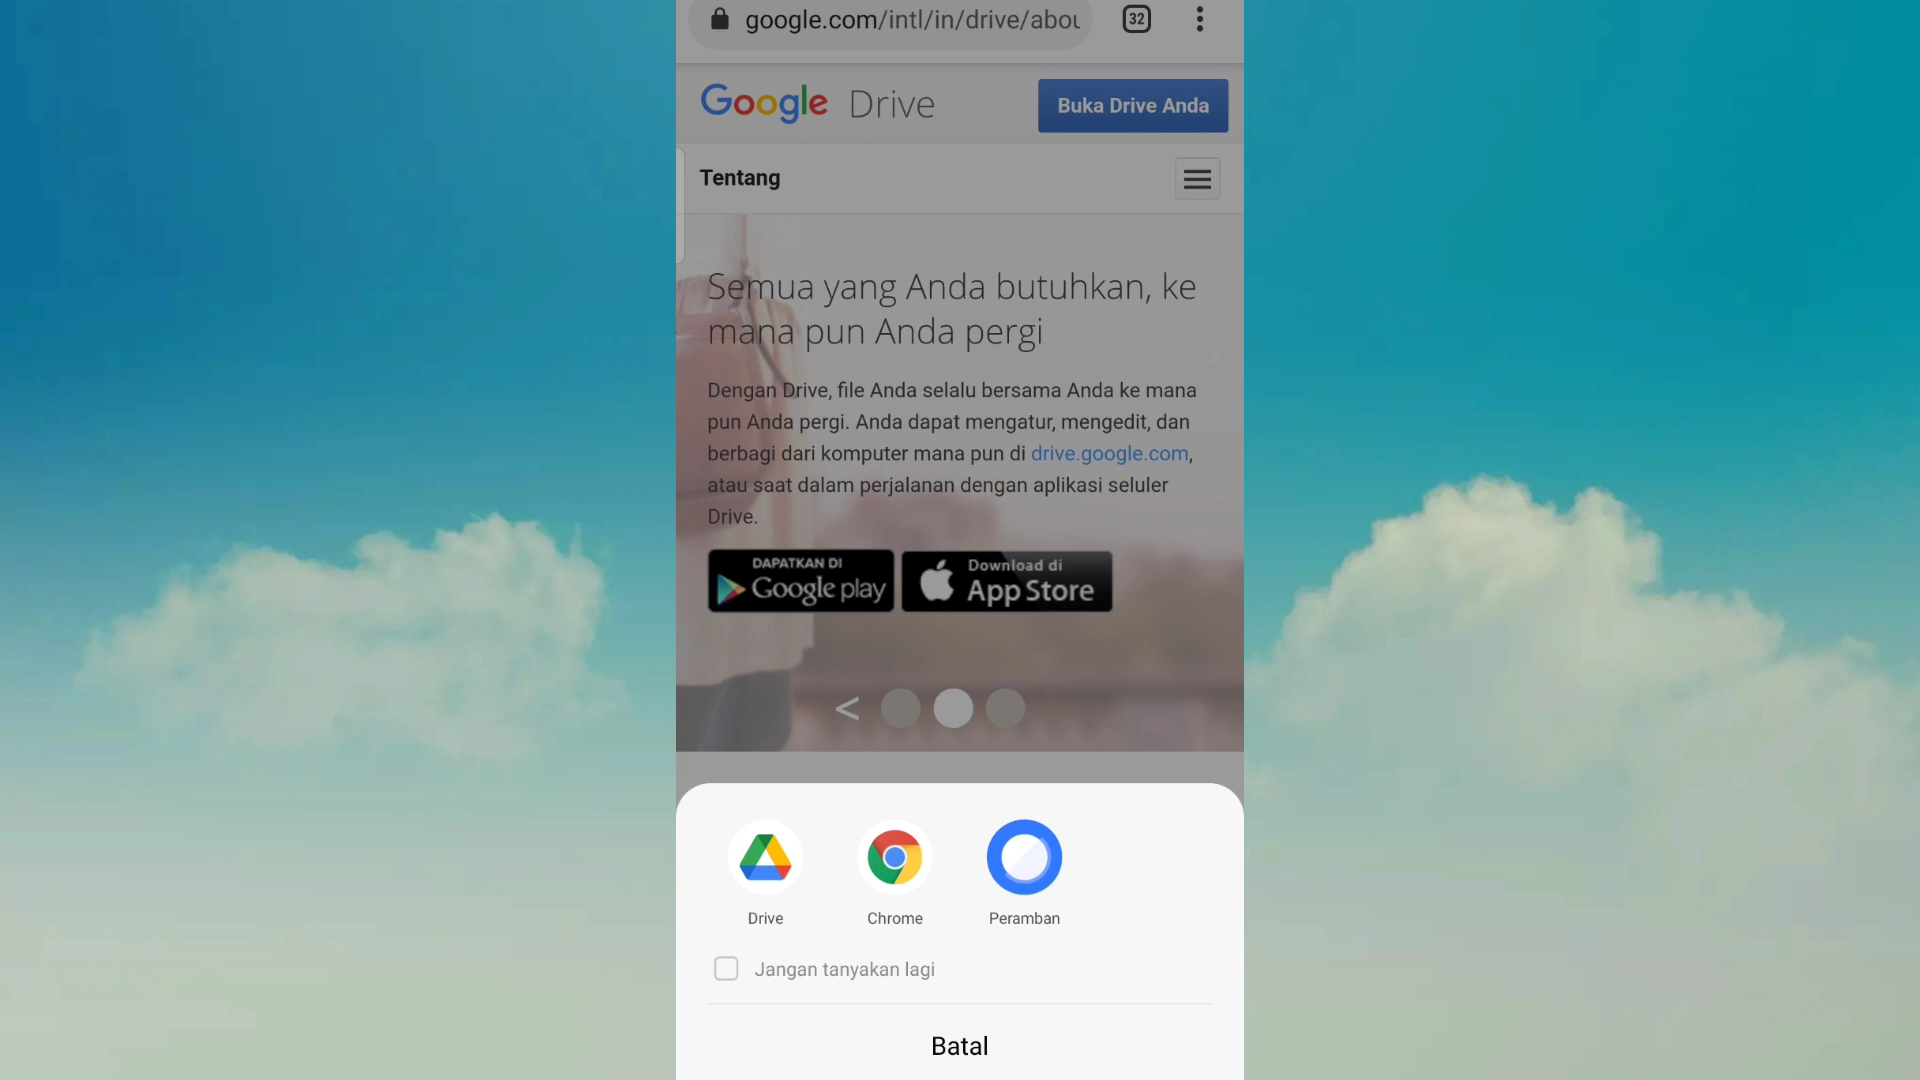 google.com/intl/in/drive/abou
32
Google Drive
Buka Drive Anda
Tentang
Semua yang Anda butuhkan, ke
mana pun Anda pergi
Dengan Drive, file Anda selalu bersama Anda ke mana
pun Anda pergi. Anda dapat mengatur, mengedit, dan
berbagi dari komputer mana pun di drive.google.com,
atau saat dalam perjalanan dengan aplikasi seluler
Drive.
DAPATKAN DI
Google play
Download di
App Store
<
Drive
Chrome
Peramban
Jangan tanyakan lagi
Batal